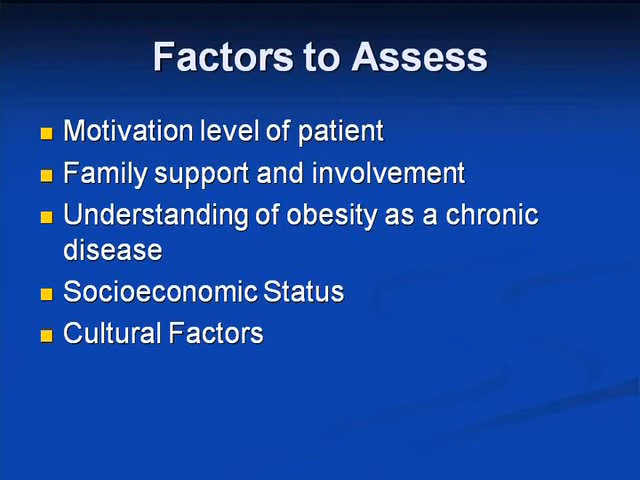 Factors to Assess
Motivation level of patient
Family support and involvement
Understanding of obesity as a chronic
disease
Socioeconomic Status
Cultural Factors